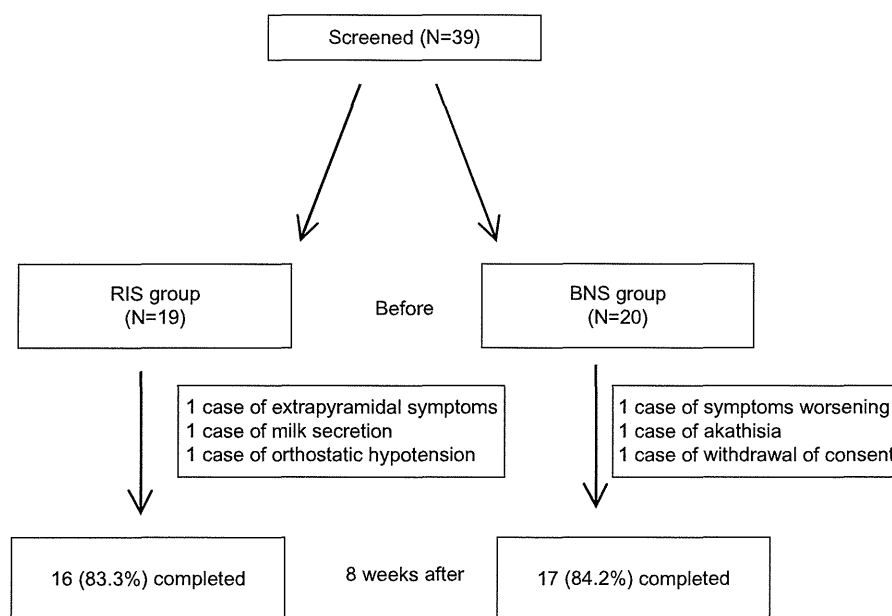 Screened (N=39)
RIS group
(N=19)
Before
BNS group
(N=20)
1 case of extrapyramidal symptoms
1 case of milk secretion
1 case of orthostatic hypotension
1 case of symptoms worsening
1 case of akathisia
1 case of withdrawal of consent
16 (83.3%) completed
8 weeks after
17 (84.2%) completed